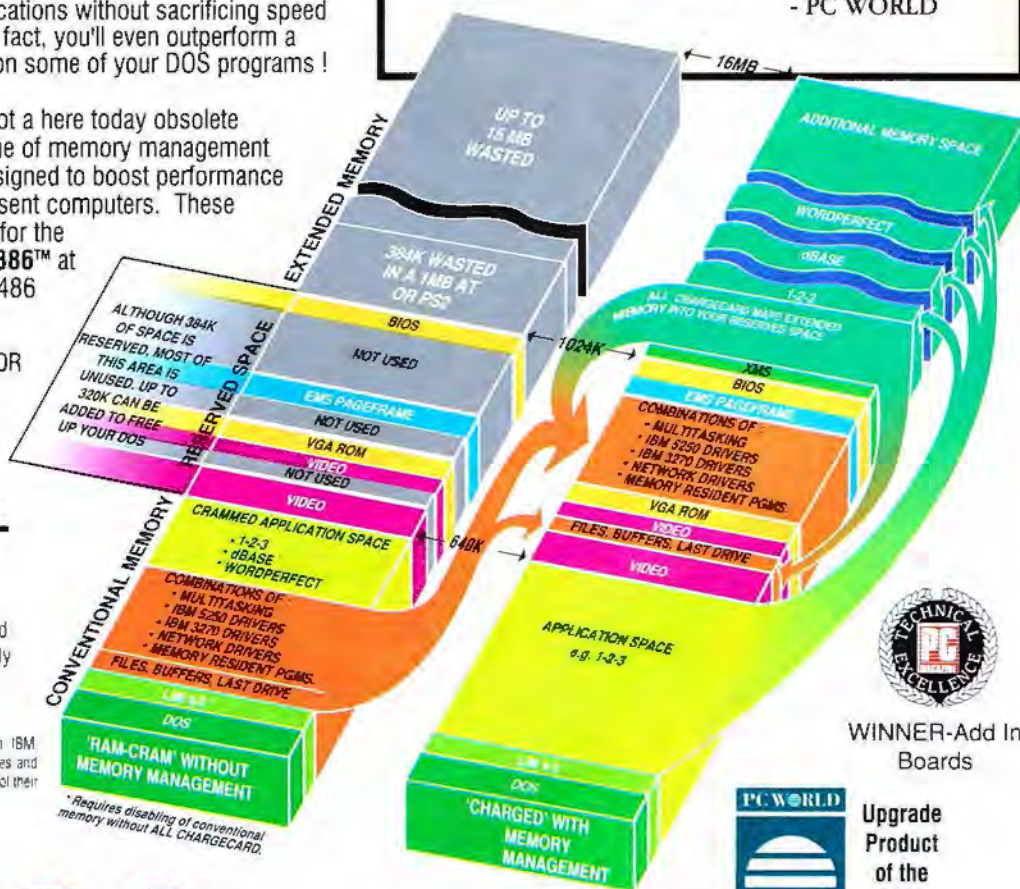 cations without sacrificing speed
fact, you'll even outperform a
on some of your DOS programs !
- PC WORLD
ot a here today obsolete
ne of memory management
signed to boost performance
sent computers. These
for the
386™ at
486
OR
16MB
EXTENDED MEMORY
UP TO
15 MB
WASTED
384K WASTED
IN A 1MB AT
OR PS2
RESERVED SPACE
ALTHOUGH 384K
OF SPACE IS
RESERVED, MOST OF
THIS AREA IS
UNUSED. UP TO
320K CAN BE
ADDED TO FREE
UP YOUR DOS
BIOS
NOT USED
EMS PAGEFRAME
NOT USED
VGA ROM
VIDEO
NOT USED
VIDEO
1024K
640K
CONVENTIONAL MEMORY
CRAMMED APPLICATION SPACE
• 1-2-3
• dBASE
• WORDPERFECT
COMBINATIONS OF :
• MULTITASKING
• IBM 5250 DRIVERS
• IBM 3270 DRIVERS
• NETWORK DRIVERS
• MEMORY RESIDENT PGMS.
FILES, BUFFERS, LAST DRIVE
DOS
'RAM-CRAM' WITHOUT
MEMORY MANAGEMENT
* Requires disabling of conventional
memory without ALL CHARGECARD.
ADDITIONAL MEMORY SPACE
WORDPERFECT
dBASE
1-2-3
ALL CHARGECARD MAPS EXTENDED
MEMORY INTO YOUR RESERVED SPACE
XMS
BIOS
EMS PAGEFRAME
COMBINATIONS OF :
• MULTITASKING
• IBM 5250 DRIVERS
• IBM 3270 DRIVERS
• NETWORK DRIVERS
• MEMORY RESIDENT PGMS.
VGA ROM
VIDEO
FILES, BUFFERS, LAST DRIVE
VIDEO
APPLICATION SPACE
e.g. 1-2-3
DOS
'CHARGED' WITH
MEMORY
MANAGEMENT
d
ly
IBM
es and
of their
TECHNICAL
PC
MAGAZINE
EXCELLENCE
WINNER-Add In
Boards
PC WORLD
Upgrade
Product
of the